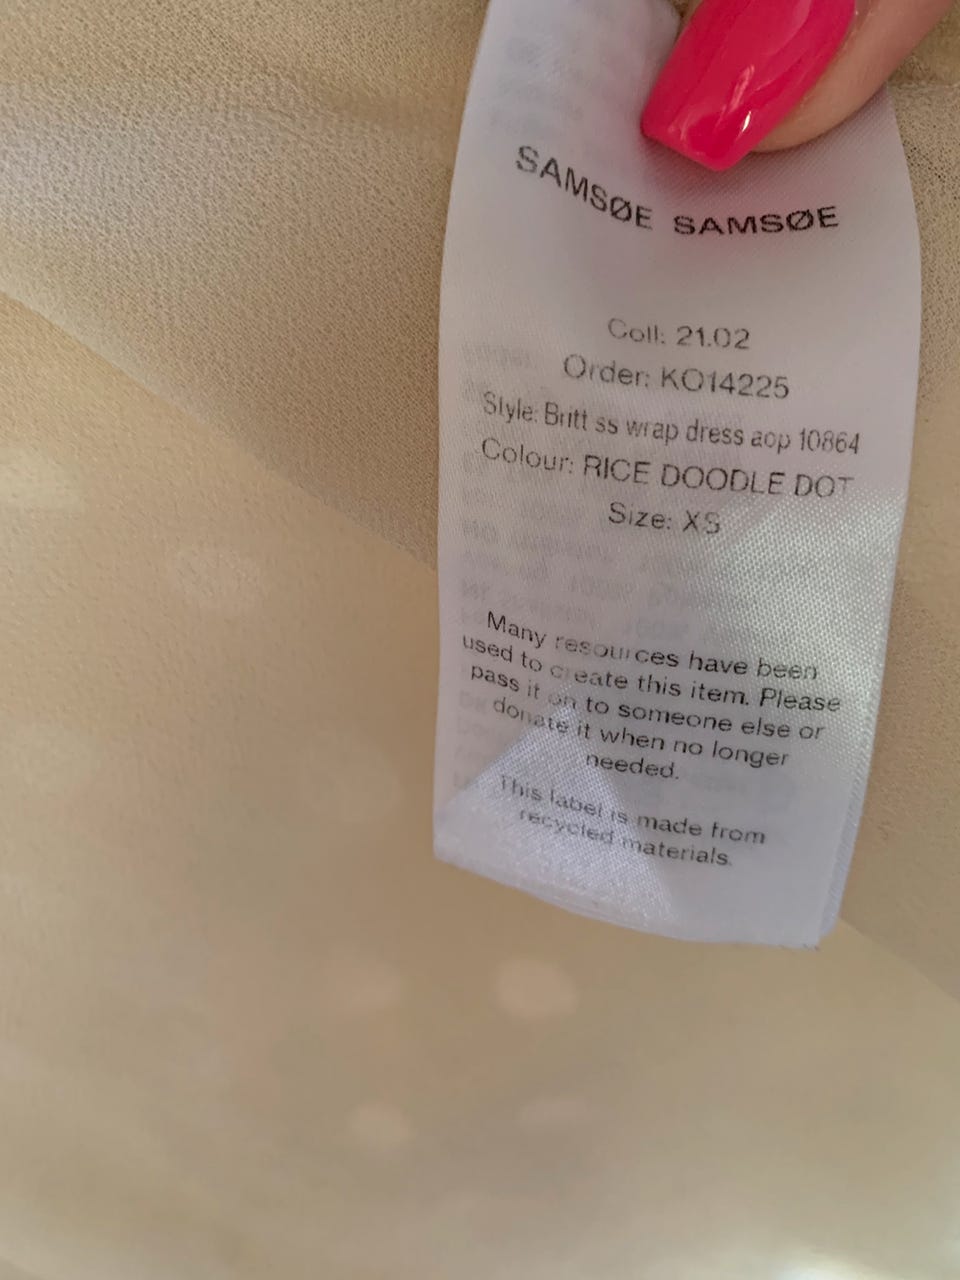 SAMSØE SAMSØE
Coll: 21.02
Order: KO14225
Style: Britt ss wrap dress aop 10864
Colour: RICE DOODLE DOT
Size: XS
Many resources have been
used to create this item. Please
pass it on to someone else or
donate it when no longer
needed.
This label is made from
recycled materials.